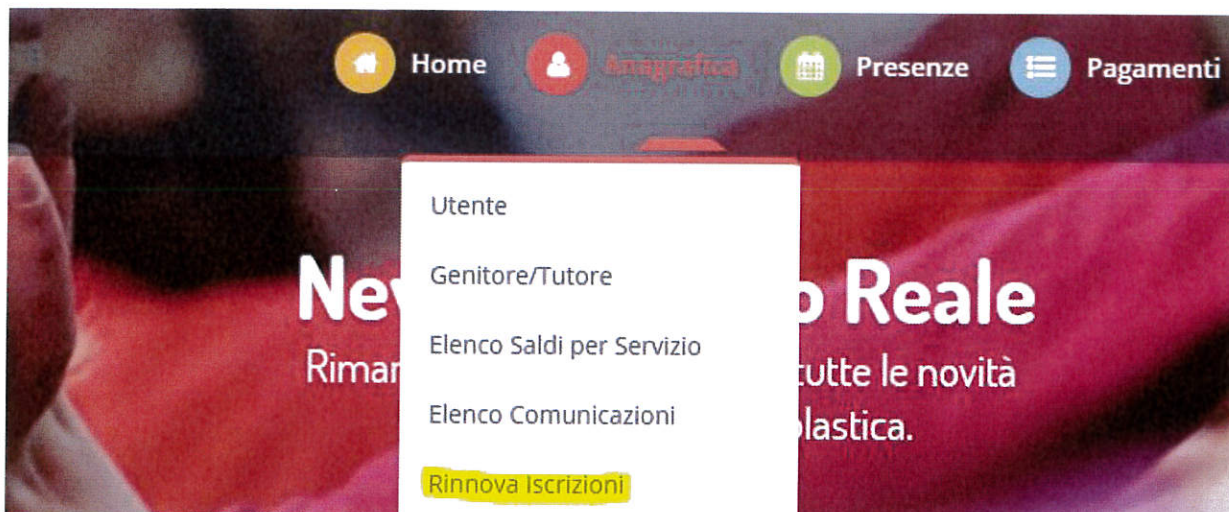 Home Anagrafica Presenze Pagamenti
Utente
Genitore/Tutore
Elenco Saldi per Servizio
Elenco Comunicazioni
Rinnova Iscrizioni
Reale
tutte le novità